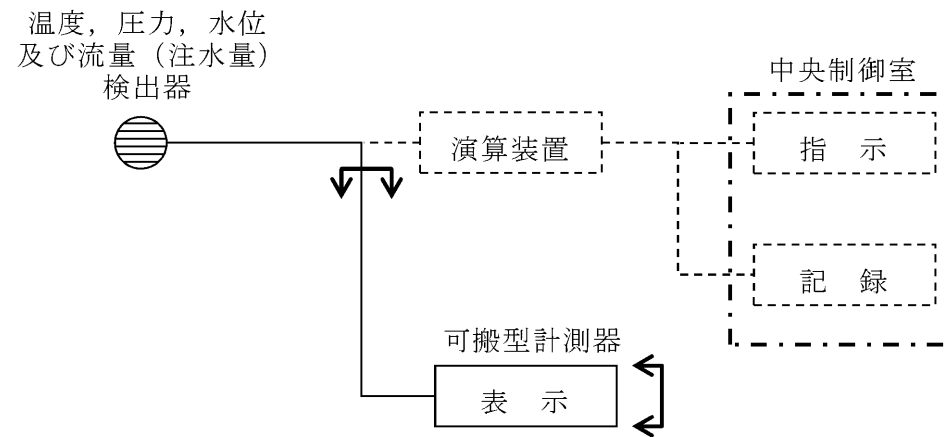 温度，圧力，水位
及び流量（注水量）
検出器
中央制御室
演算装置
指　示
記　録
可搬型計測器
表　示